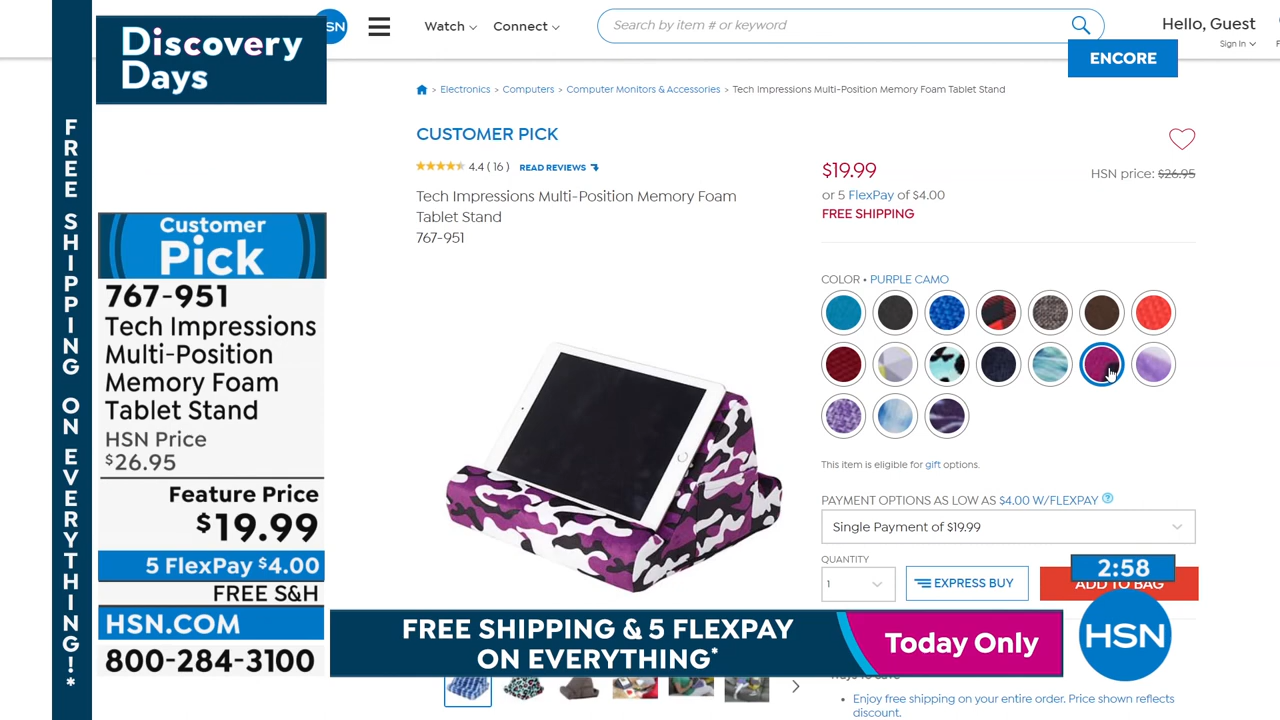 Discovery
Days
SN
Watch
Connect
Search by item # or keyword
Hello, Guest
Sign In
ENCORE
FREE SHIPPING ON EVERYTHING!*
Electronics > Computers > Computer Monitors & Accessories > Tech Impressions Multi-Position Memory Foam Tablet Stand
CUSTOMER PICK
4.4 ( 16 ) READ REVIEWS
Tech Impressions Multi-Position Memory Foam
Tablet Stand
767-951
$19.99
HSN price: $26.95
or 5 FlexPay of $4.00
FREE SHIPPING
COLOR • PURPLE CAMO
This item is eligible for gift options.
PAYMENT OPTIONS AS LOW AS $4.00 W/FLEXPAY ?
Single Payment of $19.99
QUANTITY
1
EXPRESS BUY
ADD TO BAG
2:58
Customer
Pick
767-951
Tech Impressions
Multi-Position
Memory Foam
Tablet Stand
HSN Price
$26.95
Feature Price
$19.99
5 FlexPay $4.00
FREE S&H
HSN.COM
800-284-3100
FREE SHIPPING & 5 FLEXPAY
ON EVERYTHING*
Today Only
HSN
Enjoy free shipping on your entire order. Price shown reflects
discount.